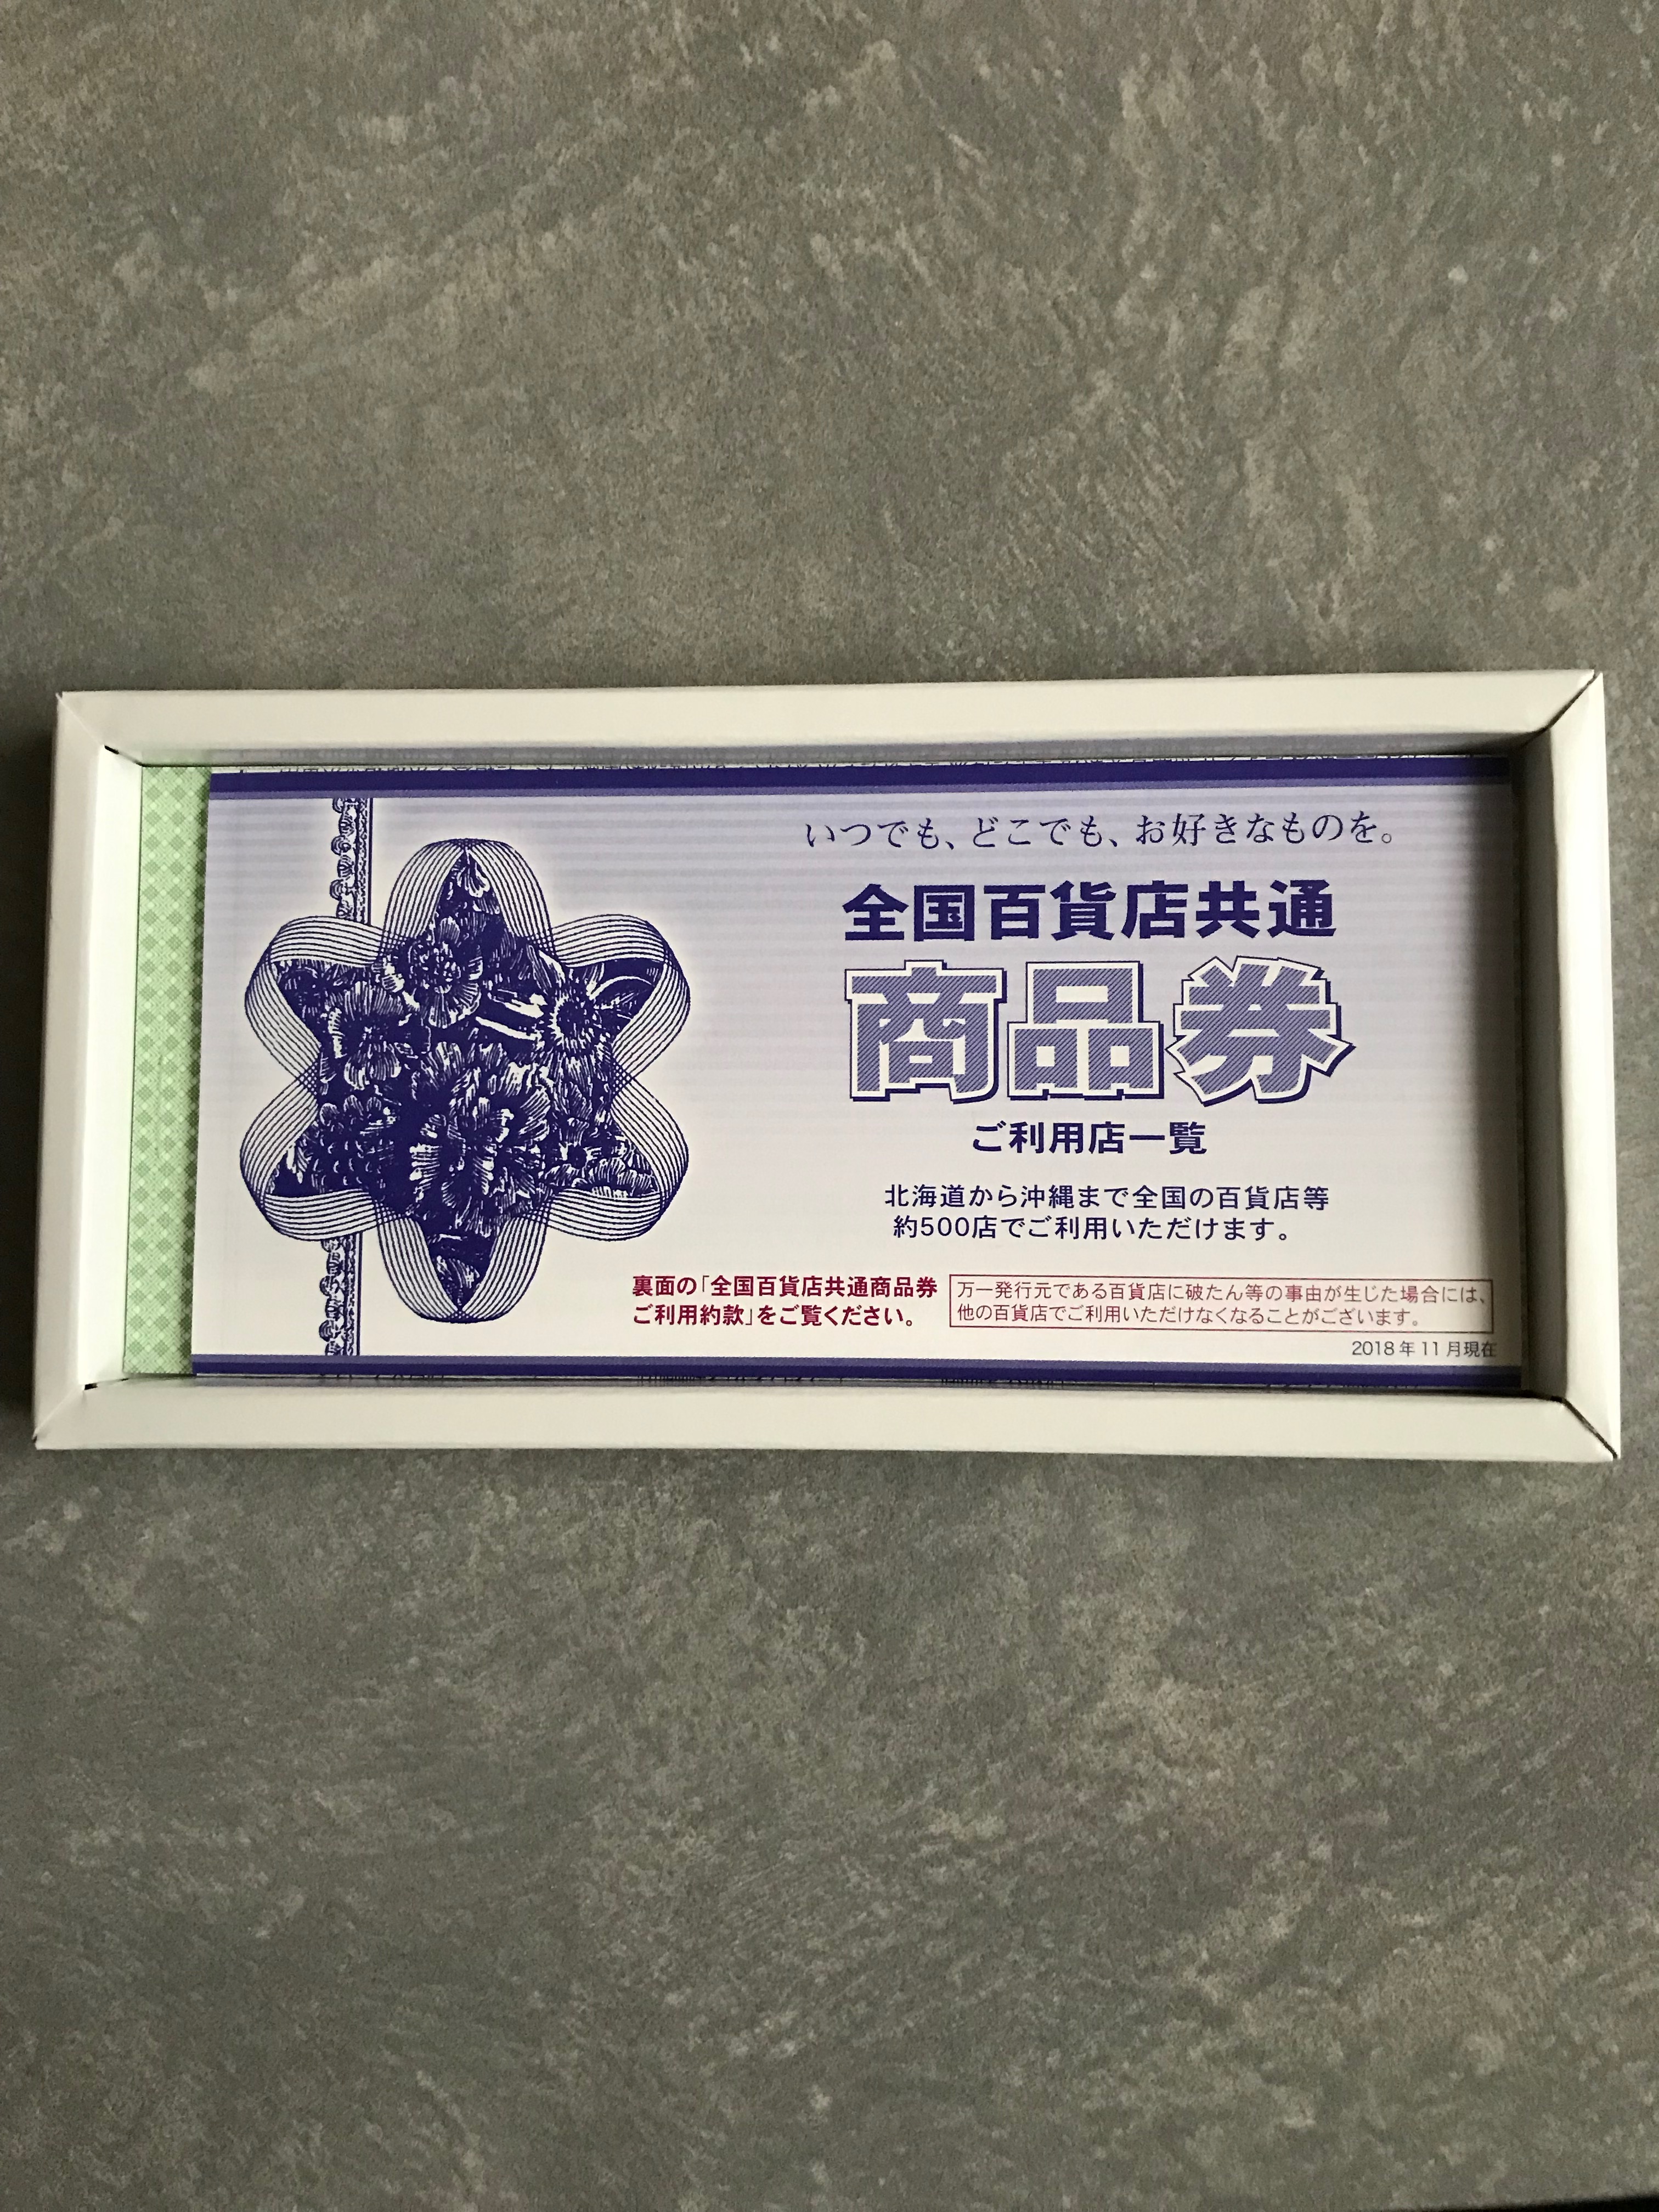 いつでも、どこでも、お好きなものを。
全国百貨店共通
商品券
ご利用店一覧
北海道から沖縄まで全国の百貨店等
約500店でご利用いただけます。
裏面の「全国百貨店共通商品券
ご利用約款」をご覧ください。
万一発行元である百貨店に破たん等の事由が生じた場合には、
他の百貨店でご利用いただけなくなることがございます。
2018年11月現在